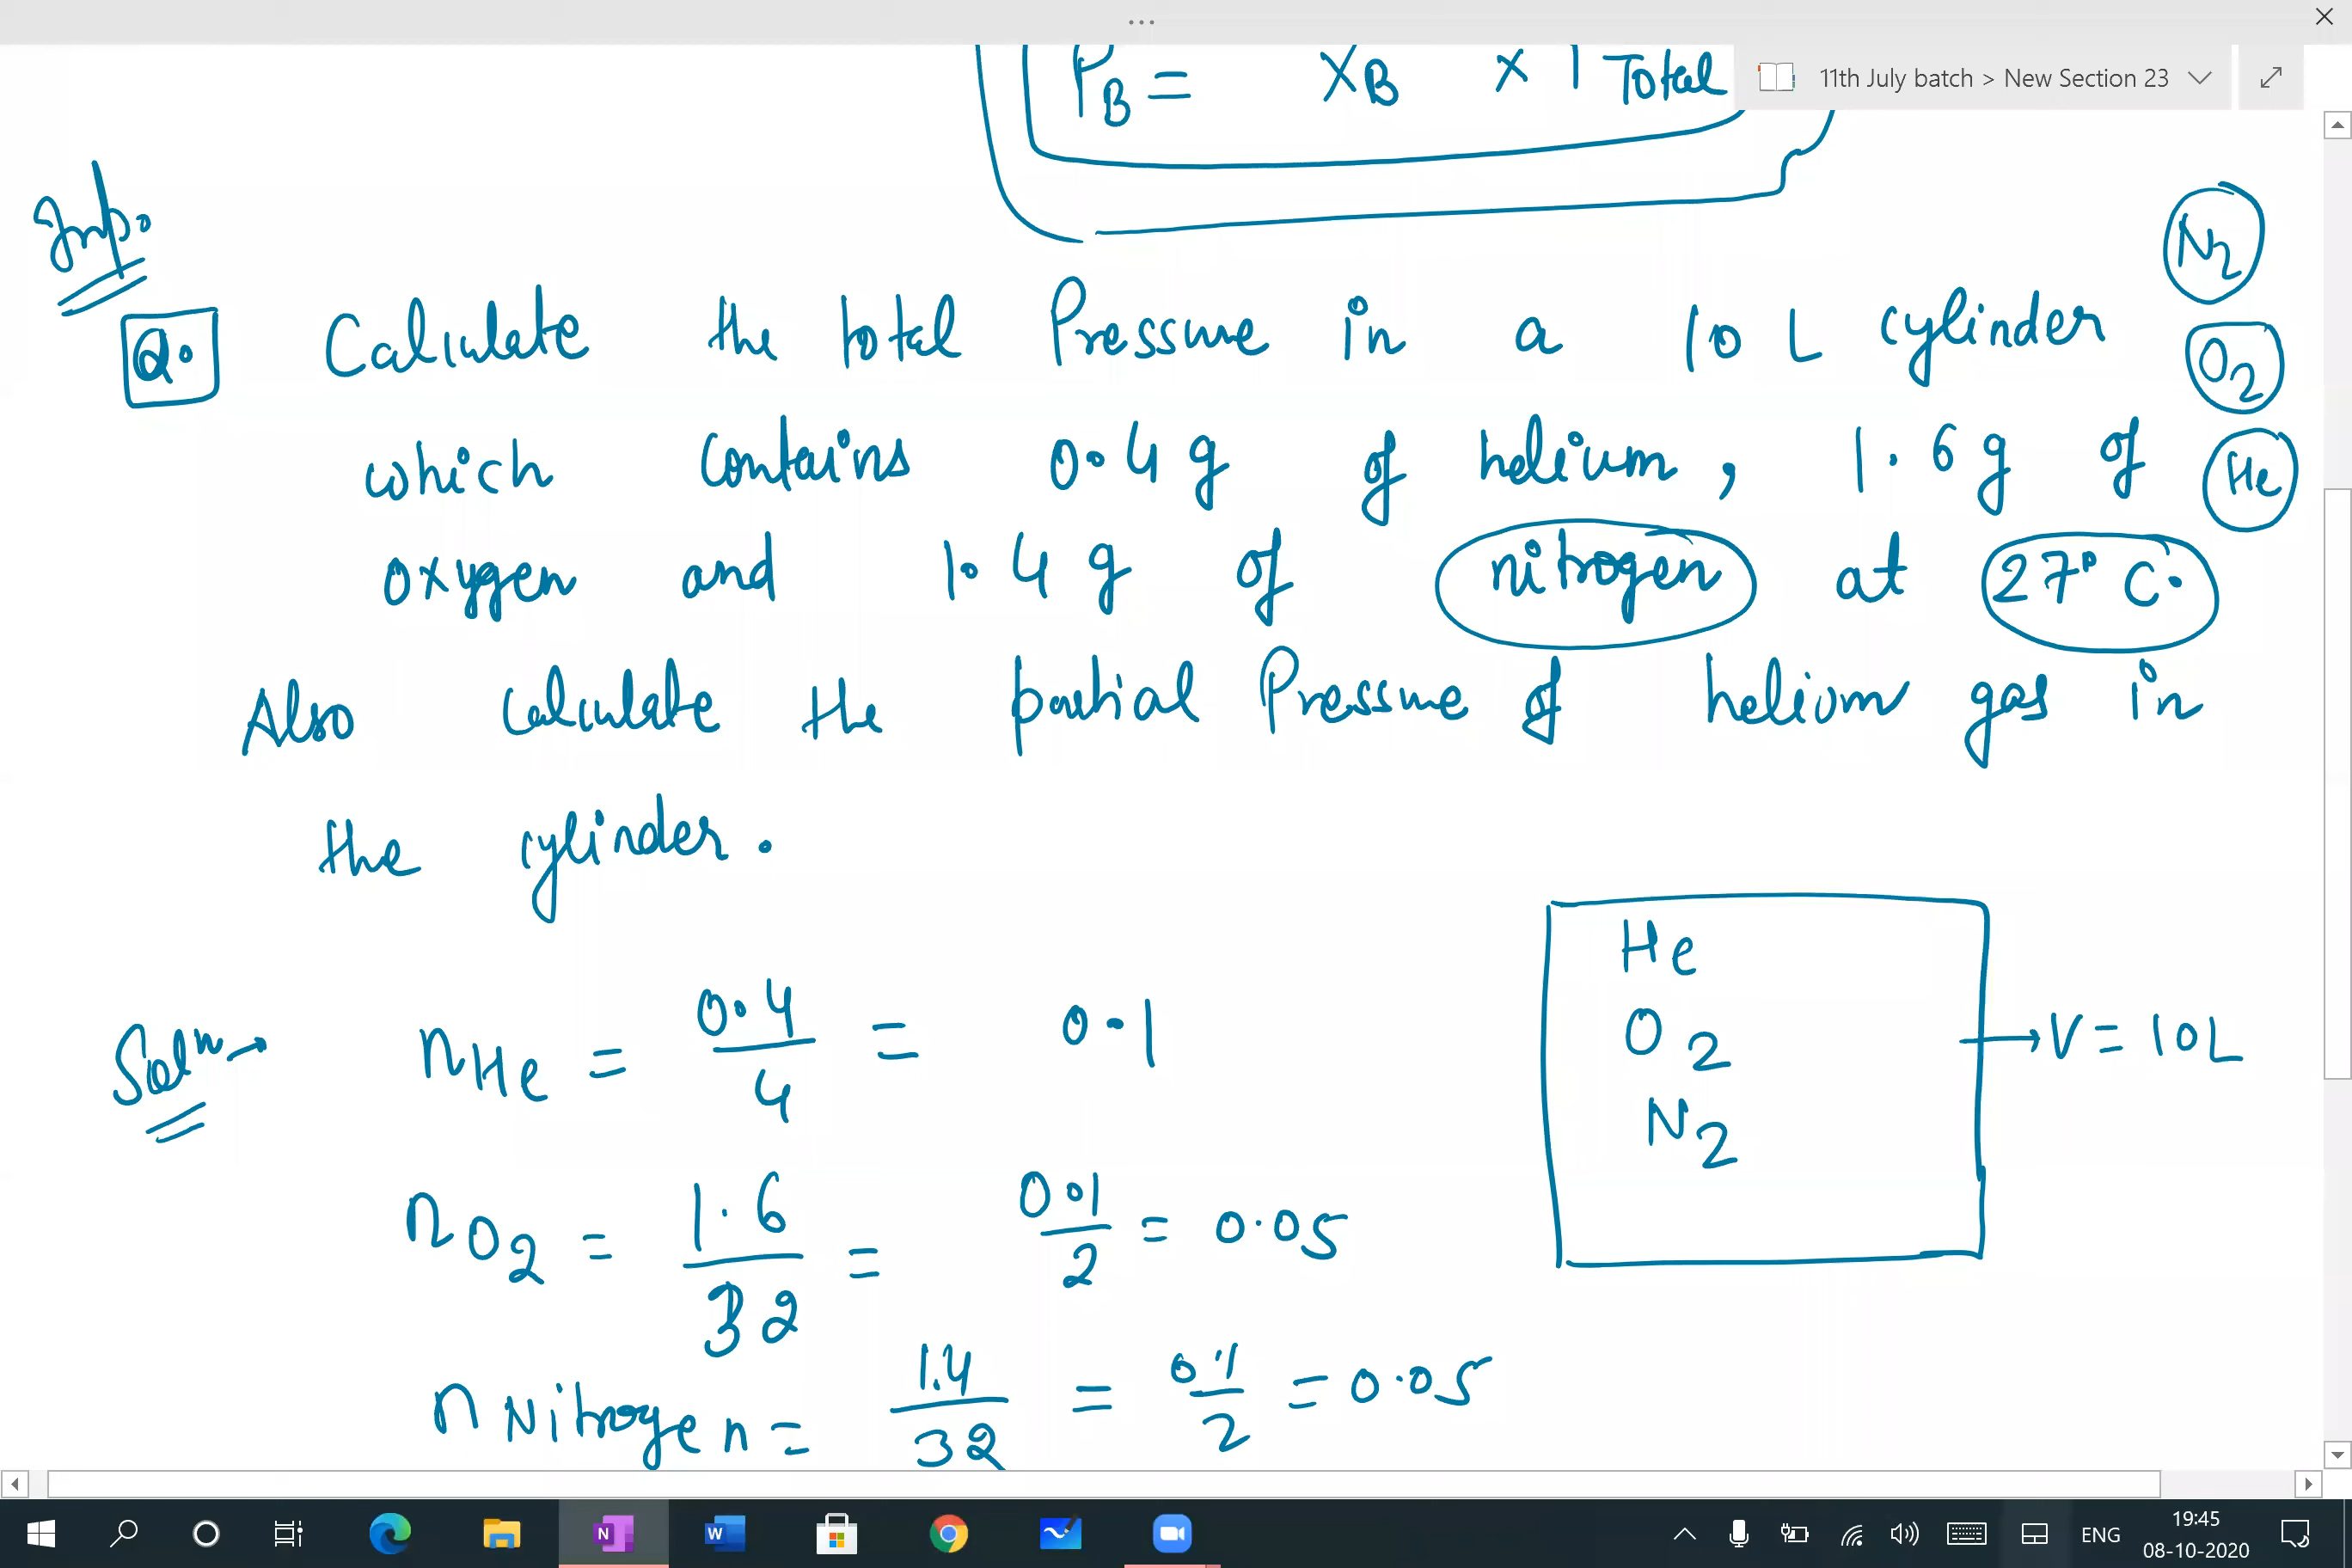 P_B = X_B × P_Total
11th July batch > New Section 23
Imp.
N₂
Q. Calculate the total Pressure in a 10 L cylinder
O₂
which contains 0.4 g of helium, 1.6 g of
He
oxygen and 1.4 g of nitrogen at 27° C.
Also calculate the partial Pressure of helium gas in
the cylinder.
He
O₂
N₂
→ V = 10L
Solⁿ → n_He = 0.4/4 = 0.1
n_O₂ = 1.6/32 = 0.1/2 = 0.05
n_Nitrogen = 1.4/32 = 0.1/2 = 0.05
ENG
19:45
08-10-2020